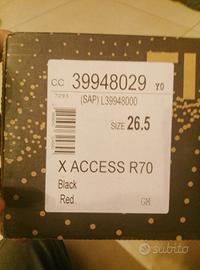 CC 39948029 Y0
(SAP) L39948000
SIZE 26.5
X ACCESS R70
Black
Red GM
subito